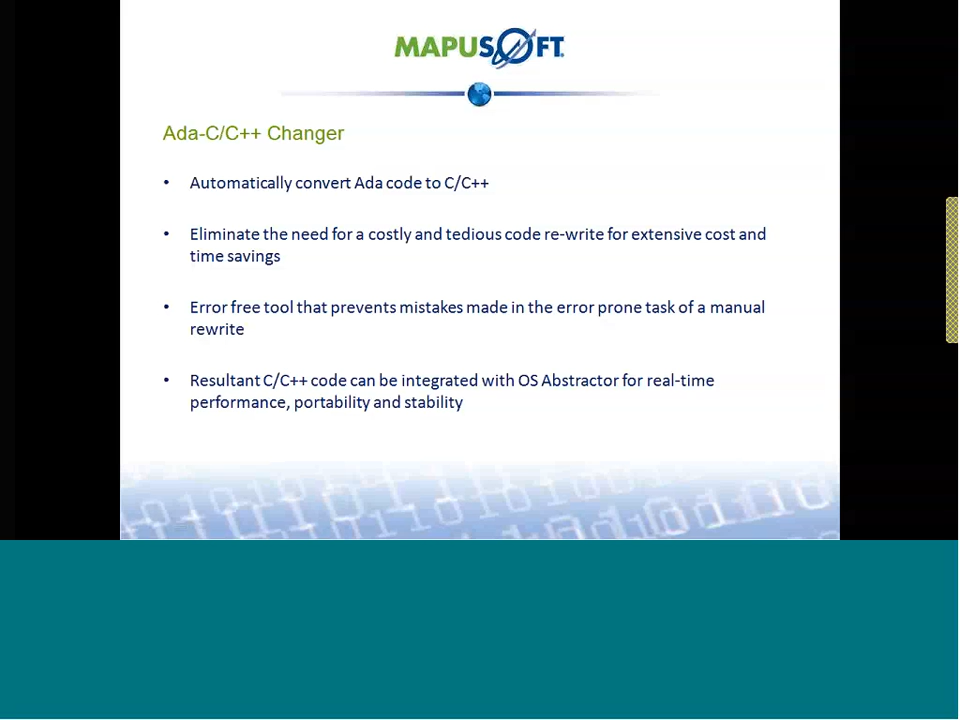 MAPUSOFT
Ada-C/C++ Changer
• Automatically convert Ada code to C/C++
• Eliminate the need for a costly and tedious code re-write for extensive cost and
time savings
• Error free tool that prevents mistakes made in the error prone task of a manual
rewrite
• Resultant C/C++ code can be integrated with OS Abstractor for real-time
performance, portability and stability